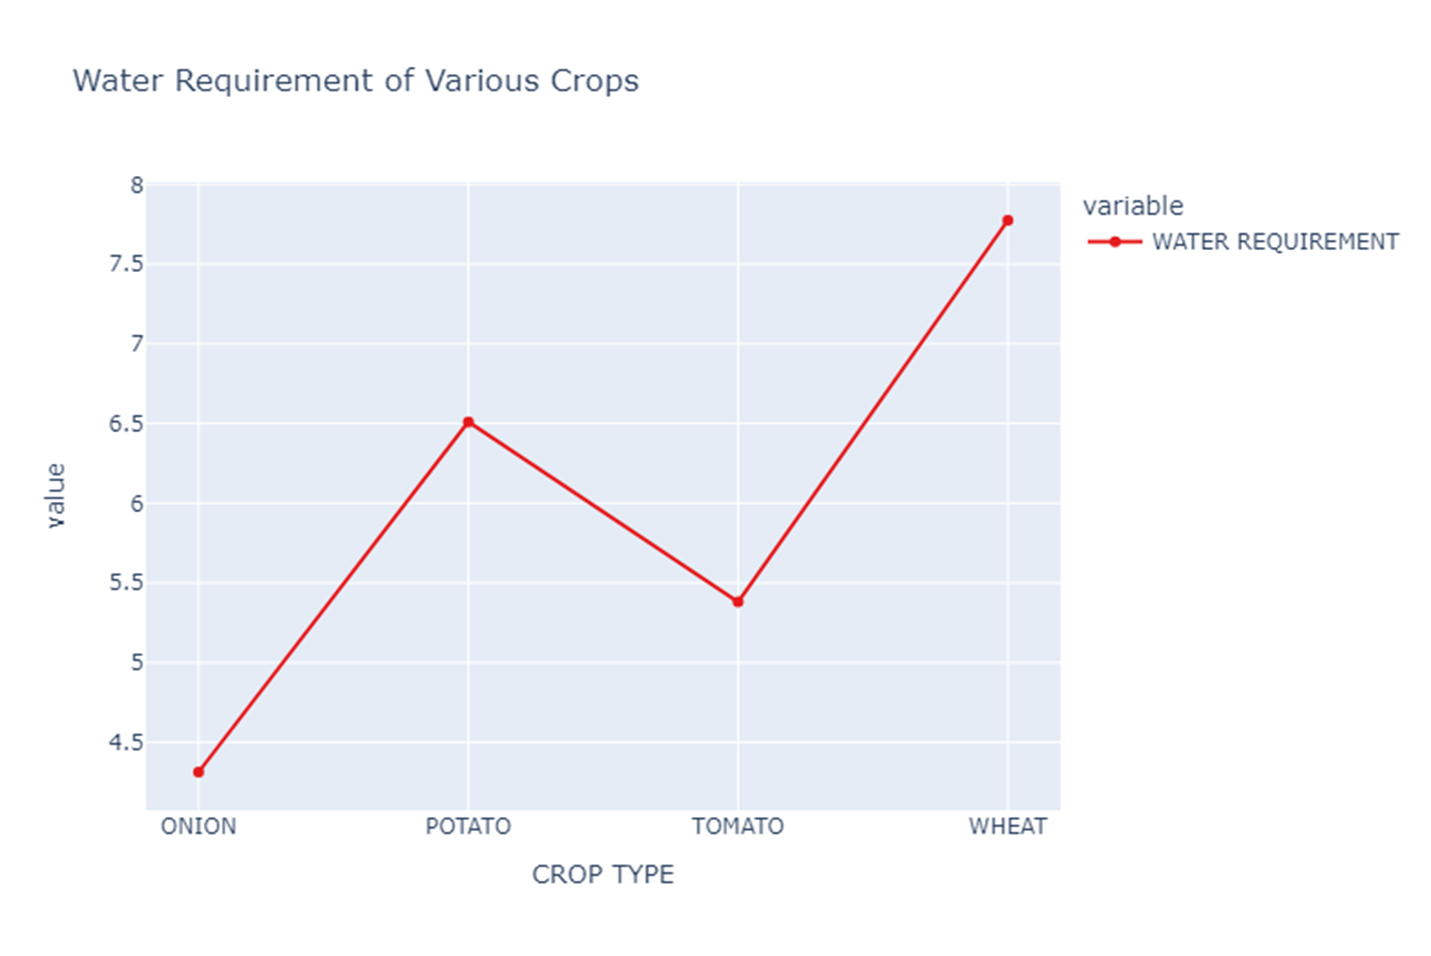 Water Requirement of Various Crops
8
7.5
7
6.5
6
5.5
5
4.5
value
ONION POTATO TOMATO WHEAT
CROP TYPE
variable
WATER REQUIREMENT